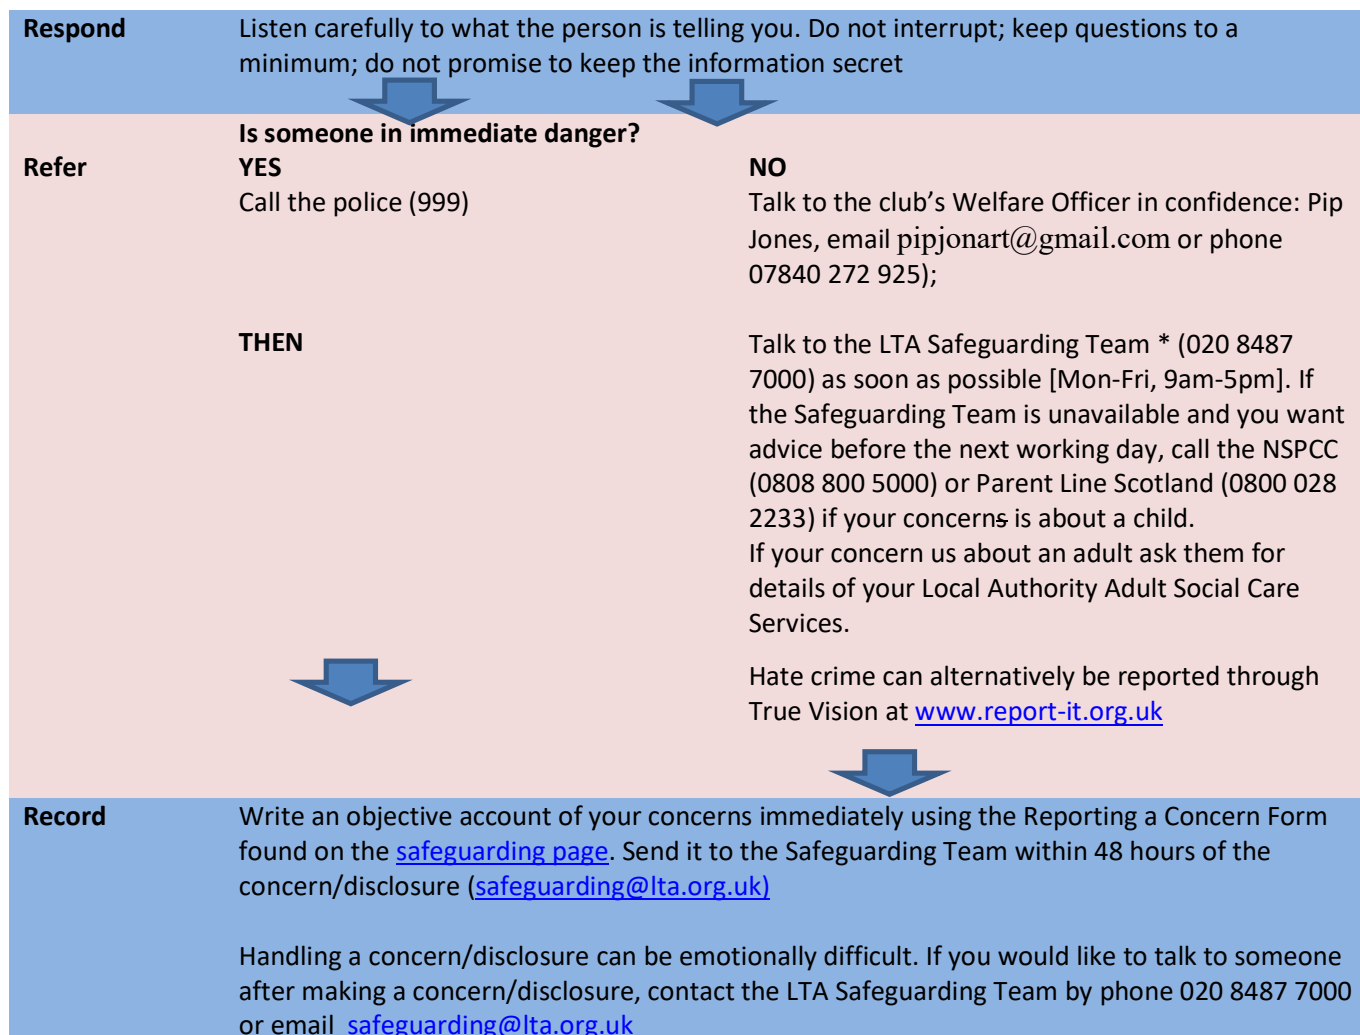 Respond
Listen carefully to what the person is telling you. Do not interrupt; keep questions to a
minimum; do not promise to keep the information secret
Is someone in immediate danger?
Refer
YES
Call the police (999)
THEN
NO
Talk to the club’s Welfare Officer in confidence: Pip
Jones, email pipjonart@gmail.com or phone
07840 272 925);
Talk to the LTA Safeguarding Team * (020 8487
7000) as soon as possible [Mon-Fri, 9am-5pm]. If
the Safeguarding Team is unavailable and you want
advice before the next working day, call the NSPCC
(0808 800 5000) or Parent Line Scotland (0800 028
2233) if your concerns is about a child.
If your concern us about an adult ask them for
details of your Local Authority Adult Social Care
Services.
Hate crime can alternatively be reported through
True Vision at www.report-it.org.uk
Record
Write an objective account of your concerns immediately using the Reporting a Concern Form
found on the safeguarding page. Send it to the Safeguarding Team within 48 hours of the
concern/disclosure (safeguarding@lta.org.uk)
Handling a concern/disclosure can be emotionally difficult. If you would like to talk to someone
after making a concern/disclosure, contact the LTA Safeguarding Team by phone 020 8487 7000
or email safeguarding@lta.org.uk